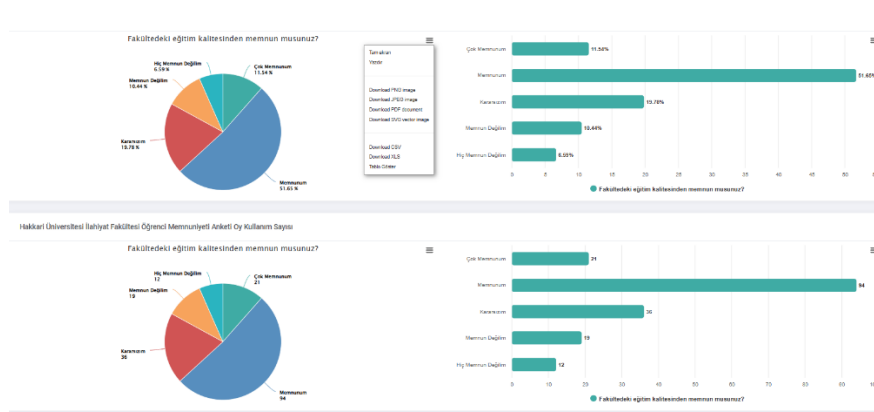 Fakültedeki eğitim kalitesinden memnun musunuz?
Hiç Memnun Değilim
6.59 %
Çok Memnunum
11.54 %
Memnun Değilim
10.44 %
Kararsızım
19.78 %
Memnunum
51.65 %
Tam ekran
Yazdır
Download PNG image
Download JPEG image
Download PDF document
Download SVG vector image
Download CSV
Download XLS
Tablo Göster
Çok Memnunum
11.54%
Memnunum
51.65%
Kararsızım
19.78%
Memnun Değilim
10.44%
Hiç Memnun Değilim
6.59%
0 5 10 15 20 25 30 35 40 45 50
Fakültedeki eğitim kalitesinden memnun musunuz?
Hakkari Üniversitesi İlahiyat Fakültesi Öğrenci Memnuniyeti Anketi Oy Kullanım Sayısı
Fakültedeki eğitim kalitesinden memnun musunuz?
Hiç Memnun Değilim
12
Çok Memnunum
21
Memnun Değilim
19
Kararsızım
36
Memnunum
94
Çok Memnunum
21
Memnunum
94
Kararsızım
36
Memnun Değilim
19
Hiç Memnun Değilim
12
0 10 20 30 40 50 60 70 80 90
Fakültedeki eğitim kalitesinden memnun musunuz?